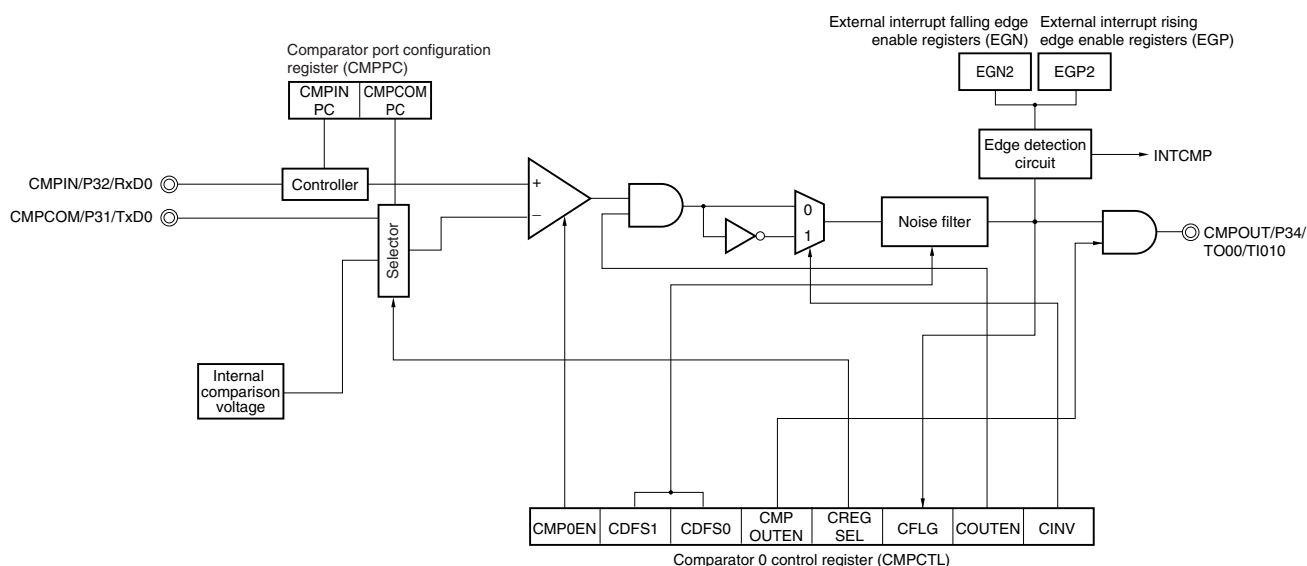 External interrupt falling edge
enable registers (EGN)
External interrupt rising
edge enable registers (EGP)
Comparator port configuration
register (CMPPC)
EGN2
EGP2
CMPIN
PC
CMPCOM
PC
Edge detection
circuit
INTCMP
CMPIN/P32/RxD0
Controller
+
CMPCOM/P31/TxD0
–
0
1
Noise filter
CMPOUT/P34/
TO00/TI010
Selector
Internal
comparison
voltage
CMP0EN
CDFS1
CDFS0
CMP
OUTEN
CREG
SEL
CFLG
COUTEN
CINV
Comparator 0 control register (CMPCTL)